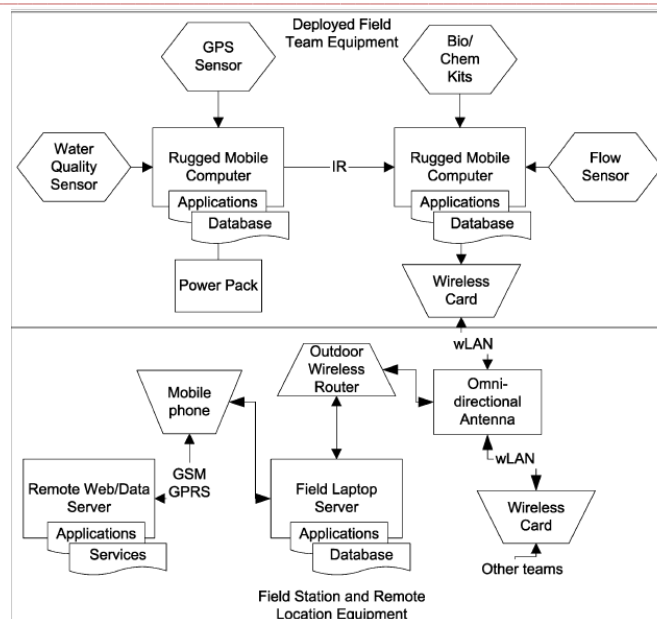 Deployed Field
Team Equipment
GPS
Sensor
Bio/
Chem
Kits
Water
Quality
Sensor
Rugged Mobile
Computer
IR
Rugged Mobile
Computer
Flow
Sensor
Applications
Database
Applications
Database
Power Pack
Wireless
Card
wLAN
Outdoor
Wireless
Router
Omni-
directional
Antenna
Mobile
phone
wLAN
GSM
GPRS
Remote Web/Data
Server
Field Laptop
Server
Wireless
Card
Applications
Services
Applications
Database
Other teams
Field Station and Remote
Location Equipment